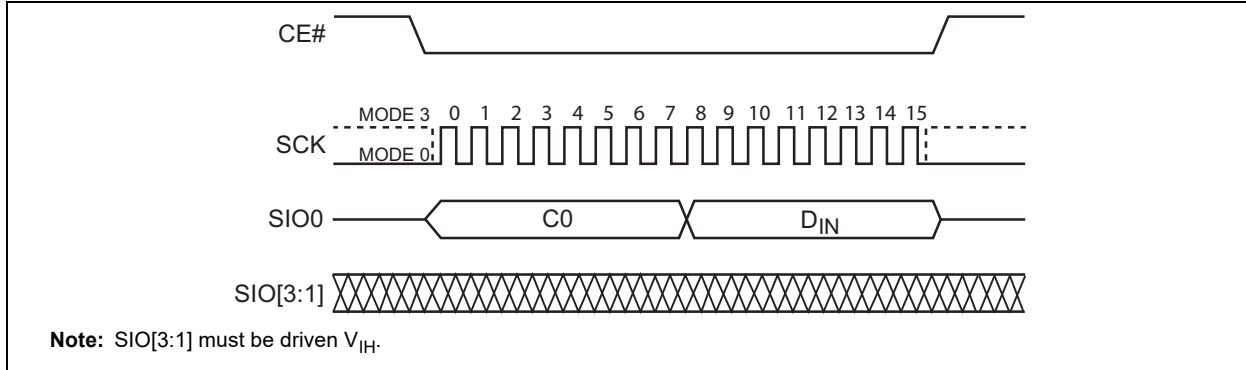 CE#
MODE 3 0 1 2 3 4 5 6 7 8 9 10 11 12 13 14 15
SCK
MODE 0
SIO0 C0 DIN
SIO[3:1]
Note: SIO[3:1] must be driven VIH.